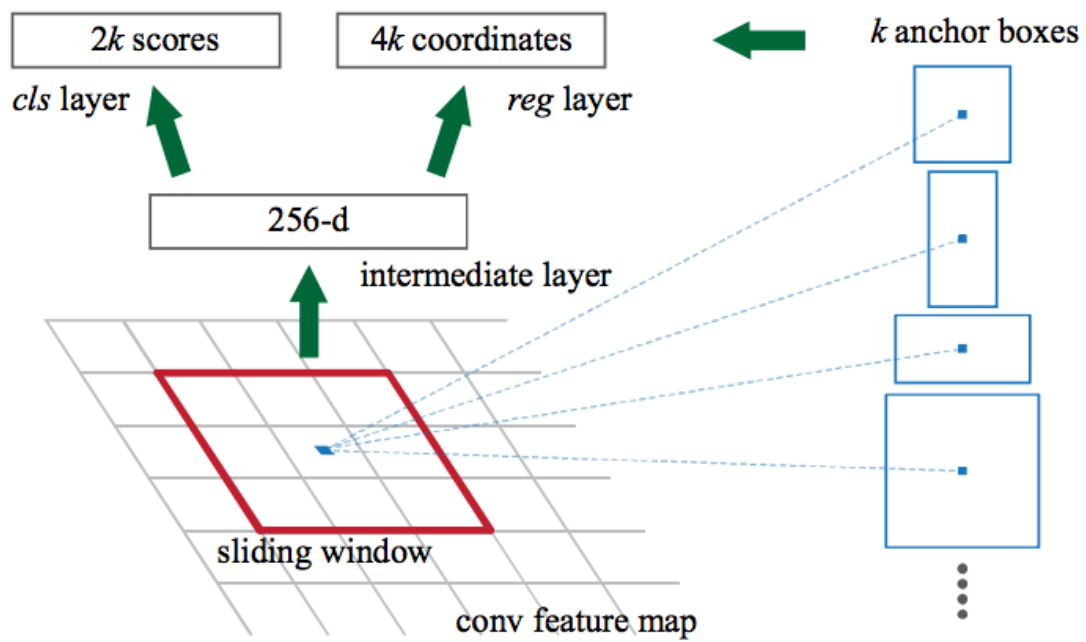 2k scores
4k coordinates
k anchor boxes
cls layer
reg layer
256-d
intermediate layer
sliding window
conv feature map